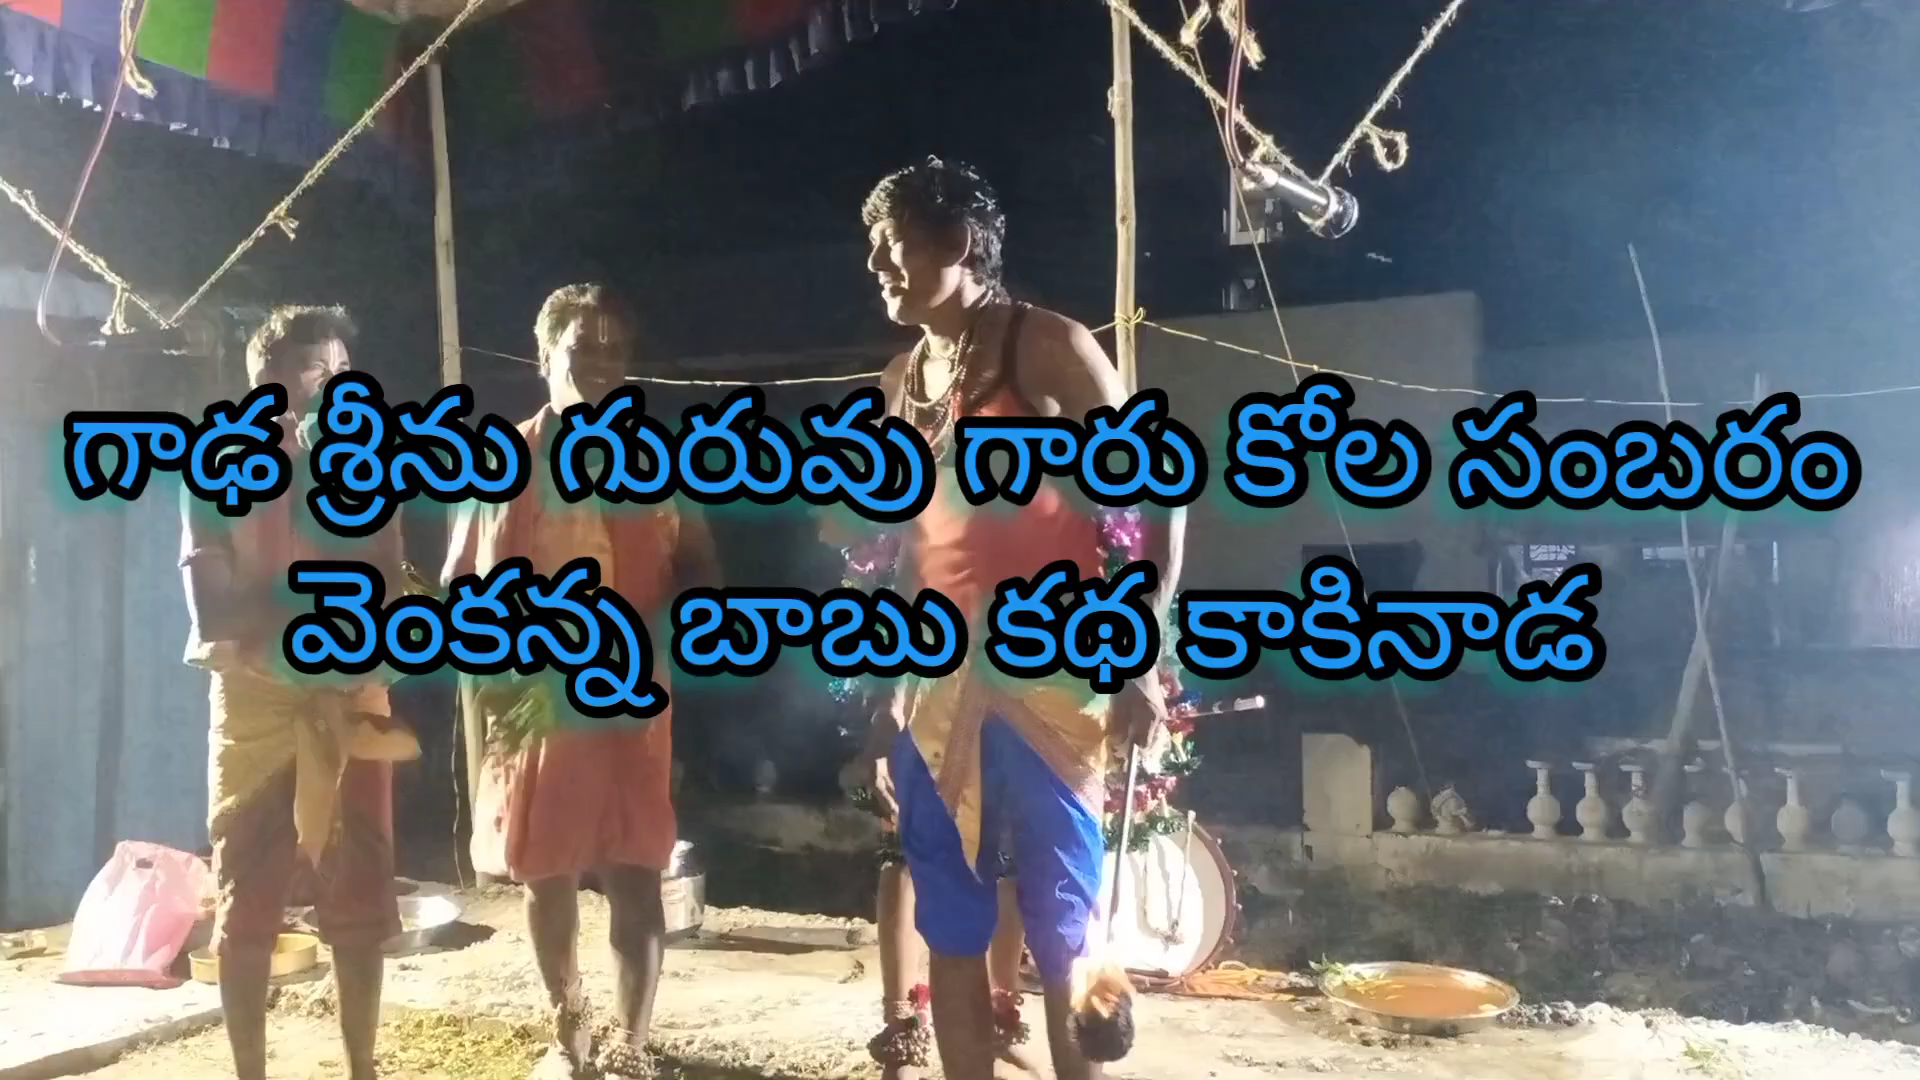 గాఢ శ్రీను గురువు గారు కోల సంబరం
వెంకన్న బాబు కథ కాకినాడ